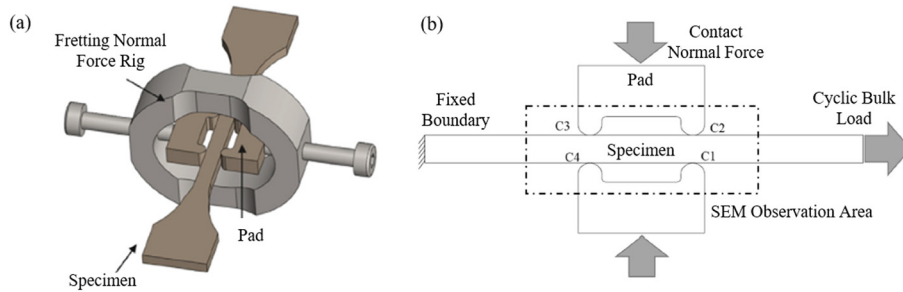 (a)
Fretting Normal
Force Rig
Pad
Specimen
(b)
Contact
Normal Force
Pad
Fixed
Boundary
Cyclic Bulk
Load
C3
C2
Specimen
C4
C1
SEM Observation Area